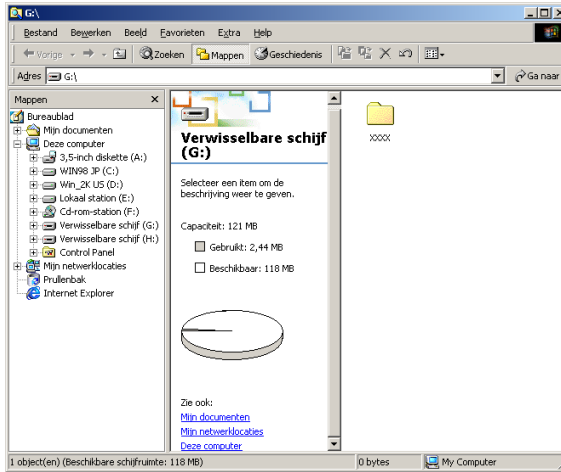 G:\
Bestand Bewerken Beeld Favorieten Extra Help
Vorige Zoeken Mappen Geschiedenis
Adres G:\ Ga naar
Mappen x
Bureaublad
Mijn documenten
Deze computer
3,5-inch diskette (A:)
WIN98 JP (C:)
Win_2K US (D:)
Lokaal station (E:)
Cd-rom-station (F:)
Verwisselbare schijf (G:)
Verwisselbare schijf (H:)
Control Panel
Mijn netwerklocaties
Prullenbak
Internet Explorer
Verwisselbare schijf
(G:)
Selecteer een item om de
beschrijving weer te geven.
Capaciteit: 121 MB
Gebruikt: 2,44 MB
Beschikbaar: 118 MB
Zie ook:
Mijn documenten
Mijn netwerklocaties
Deze computer
xxxx
1 object(en) (Beschikbare schijfruimte: 118 MB) 0 bytes My Computer